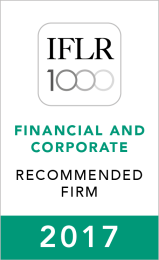 IFLR
1000
FINANCIAL AND
CORPORATE
RECOMMENDED
FIRM
2017